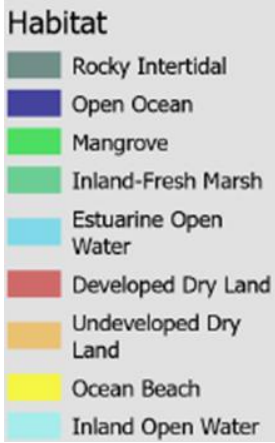 Habitat
Rocky Intertidal
Open Ocean
Mangrove
Inland-Fresh Marsh
Estuarine Open
Water
Developed Dry Land
Undeveloped Dry
Land
Ocean Beach
Inland Open Water